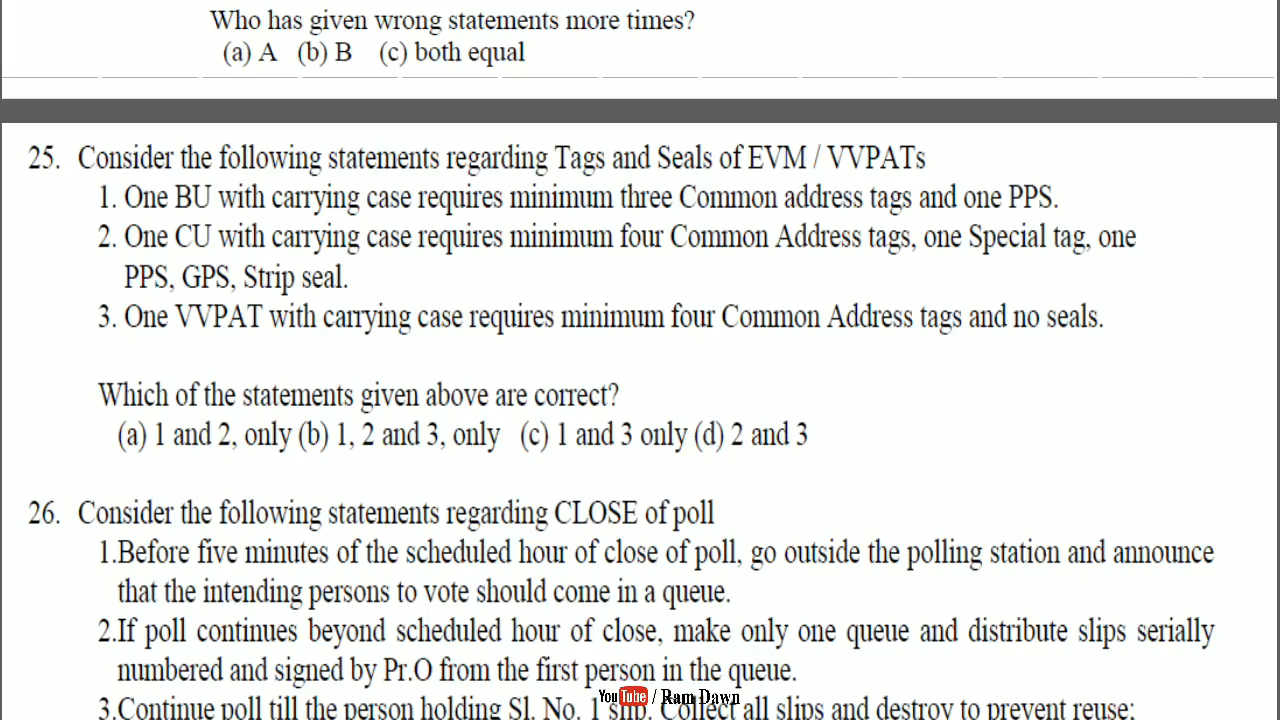 Who has given wrong statements more times?
(a) A (b) B (c) both equal
25. Consider the following statements regarding Tags and Seals of EVM / VVPATs
1. One BU with carrying case requires minimum three Common address tags and one PPS.
2. One CU with carrying case requires minimum four Common Address tags, one Special tag, one
PPS, GPS, Strip seal.
3. One VVPAT with carrying case requires minimum four Common Address tags and no seals.
Which of the statements given above are correct?
(a) 1 and 2, only (b) 1, 2 and 3, only (c) 1 and 3 only (d) 2 and 3
26. Consider the following statements regarding CLOSE of poll
1.Before five minutes of the scheduled hour of close of poll, go outside the polling station and announce
that the intending persons to vote should come in a queue.
2.If poll continues beyond scheduled hour of close, make only one queue and distribute slips serially
numbered and signed by Pr.O from the first person in the queue.
YouTube / Ram Dawn
3.Continue poll till the person holding Sl. No. 1 slip. Collect all slips and destroy to prevent reuse;